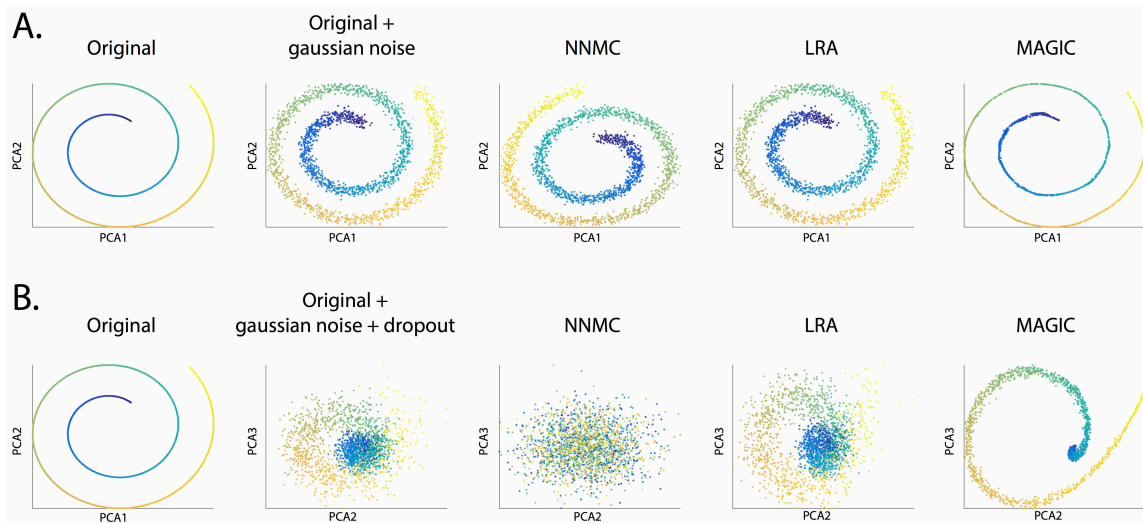 A.
Original
Original +
gaussian noise
NNMC
LRA
MAGIC
PCA2
PCA1
PCA2
PCA1
PCA2
PCA1
PCA2
PCA1
PCA2
PCA1
B.
Original
Original +
gaussian noise + dropout
NNMC
LRA
MAGIC
PCA2
PCA1
PCA3
PCA2
PCA3
PCA2
PCA3
PCA2
PCA3
PCA2